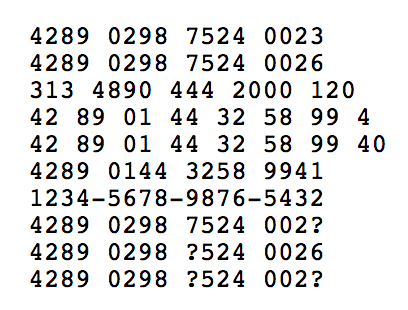 4289 0298 7524 0023
4289 0298 7524 0026
313 4890 444 2000 120
42 89 01 44 32 58 99 4
42 89 01 44 32 58 99 40
4289 0144 3258 9941
1234-5678-9876-5432
4289 0298 7524 002?
4289 0298 ?524 0026
4289 0298 ?524 002?